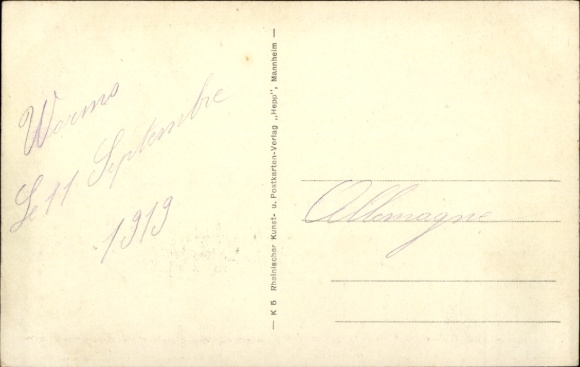 Worms
Le 11 Septembre
1919
— K 5 Rheinischer Kunst- u. Postkarten-Verlag „Hepp", Mannheim —
Allemagne